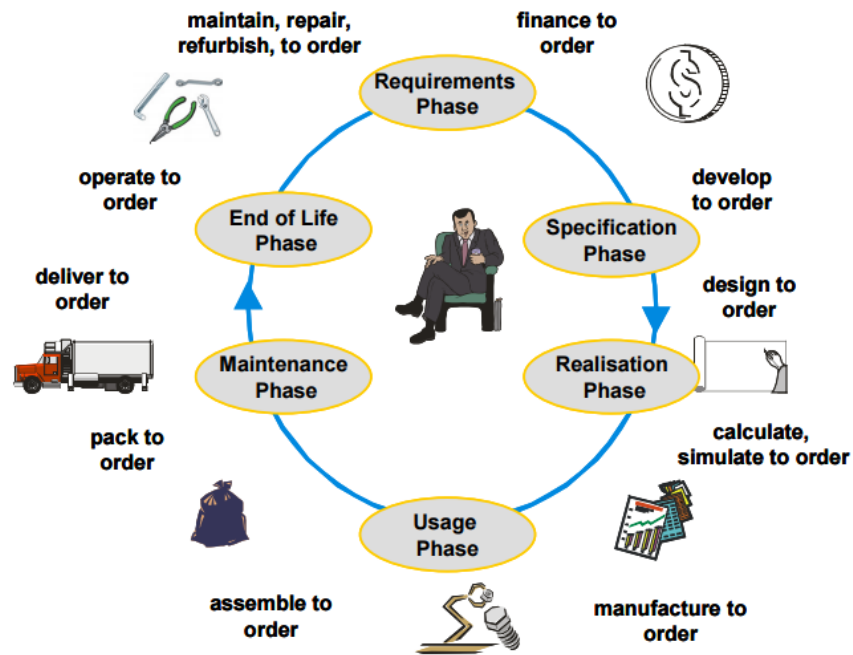 maintain, repair,
refurbish, to order
finance to
order
Requirements
Phase
operate to
order
develop
to order
End of Life
Phase
Specification
Phase
deliver to
order
design to
order
Maintenance
Phase
Realisation
Phase
pack to
order
calculate,
simulate to order
Usage
Phase
assemble to
order
manufacture to
order